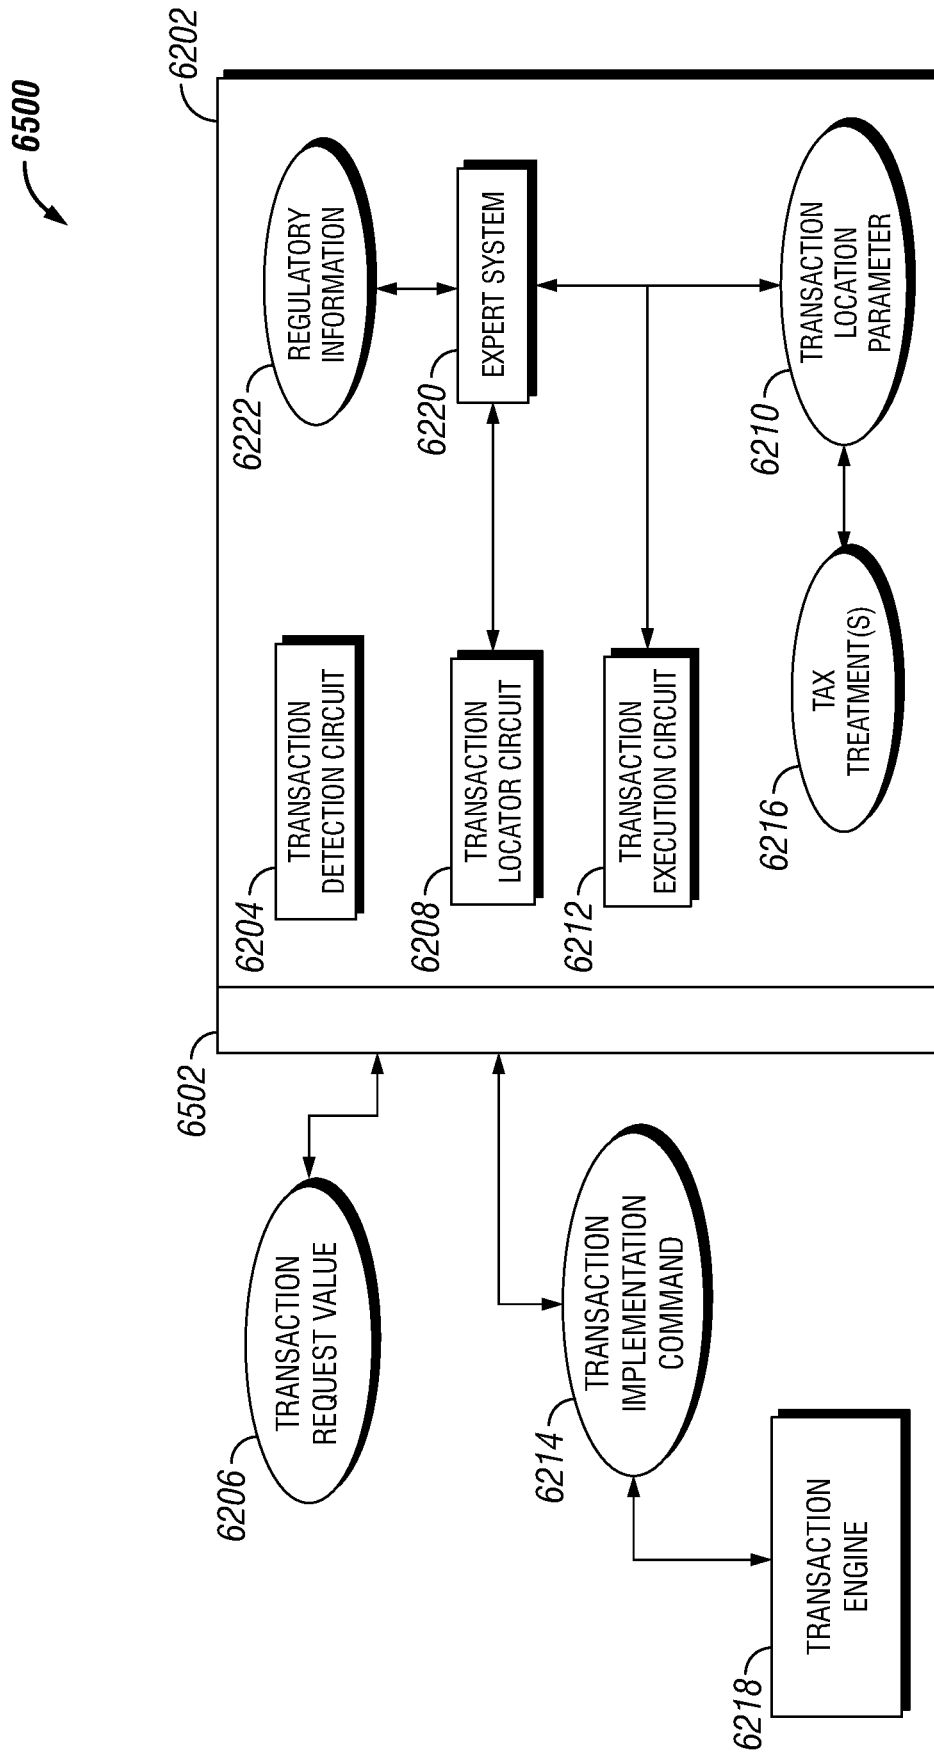 6500
6502
6202
6206
TRANSACTION
REQUEST VALUE
6204
TRANSACTION
DETECTION CIRCUIT
6222
REGULATORY
INFORMATION
6208
TRANSACTION
LOCATOR CIRCUIT
6220
EXPERT SYSTEM
6214
TRANSACTION
IMPLEMENTATION
COMMAND
6212
TRANSACTION
EXECUTION CIRCUIT
6218
TRANSACTION
ENGINE
6216
TAX
TREATMENT(S)
6210
TRANSACTION
LOCATION
PARAMETER